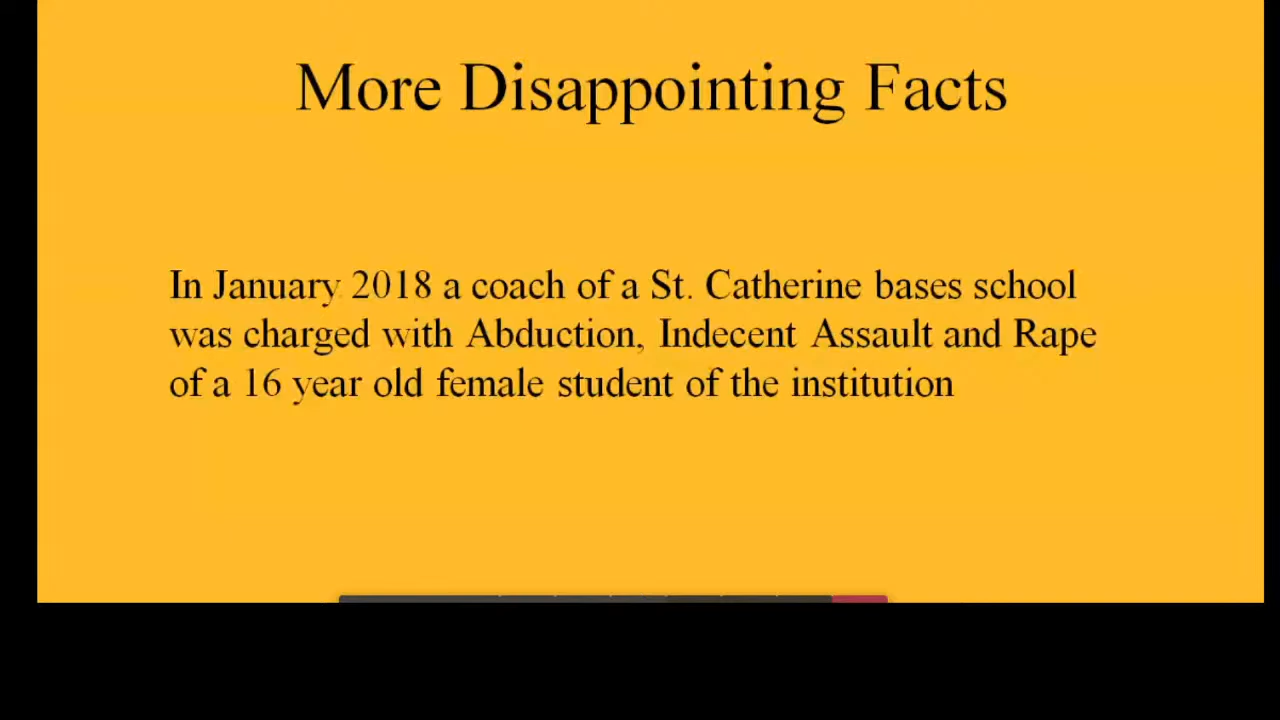 More Disappointing Facts
In January 2018 a coach of a St. Catherine bases school
was charged with Abduction, Indecent Assault and Rape
of a 16 year old female student of the institution